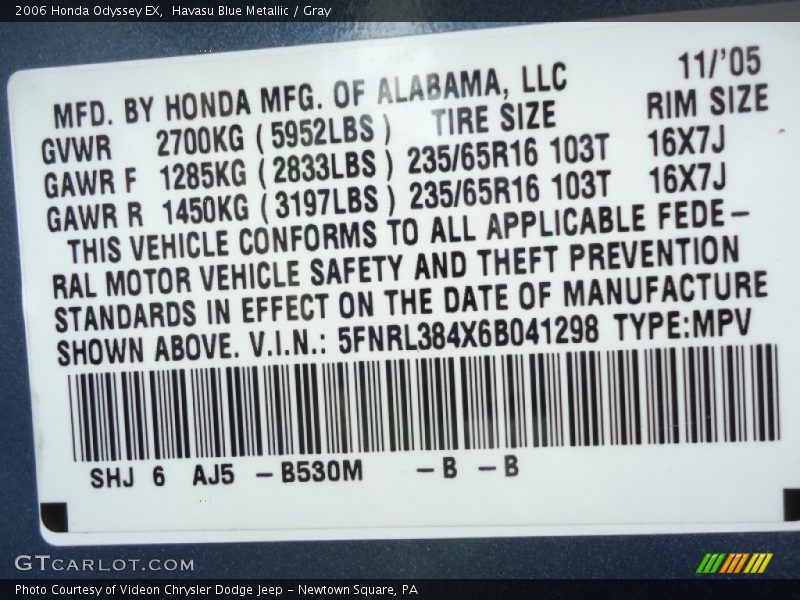 2006 Honda Odyssey EX,  Havasu Blue Metallic / Gray
MFD. BY HONDA MFG. OF ALABAMA, LLC 11/'05
GVWR 2700KG (5952LBS) TIRE SIZE RIM SIZE
GAWR F 1285KG (2833LBS) 235/65R16 103T 16X7J
GAWR R 1450KG (3197LBS) 235/65R16 103T 16X7J
THIS VEHICLE CONFORMS TO ALL APPLICABLE FEDE–
RAL MOTOR VEHICLE SAFETY AND THEFT PREVENTION
STANDARDS IN EFFECT ON THE DATE OF MANUFACTURE
SHOWN ABOVE. V.I.N.: 5FNRL384X6B041298 TYPE:MPV
SHJ 6 AJ5 –B530M –B –B
GTCARLOT.COM
Photo Courtesy of Videon Chrysler Dodge Jeep - Newtown Square, PA